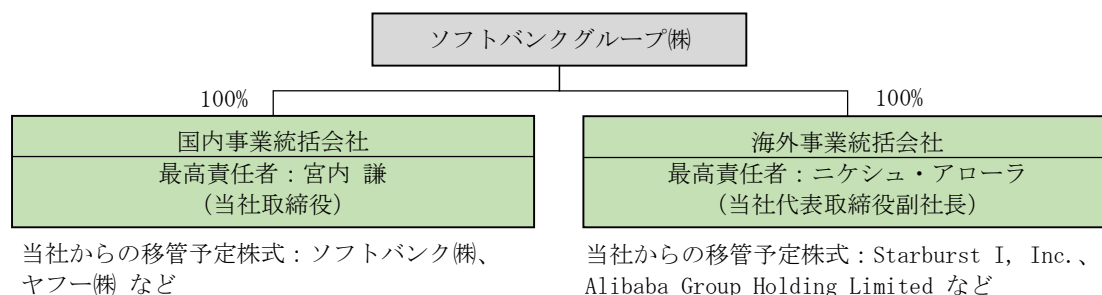 ソフトバンクグループ㈱
100%
100%
国内事業統括会社
最高責任者：宮内 謙
（当社取締役）
海外事業統括会社
最高責任者：ニケシュ・アローラ
（当社代表取締役副社長）
当社からの移管予定株式：ソフトバンク㈱、
ヤフー㈱ など
当社からの移管予定株式：Starburst I, Inc.、
Alibaba Group Holding Limited など